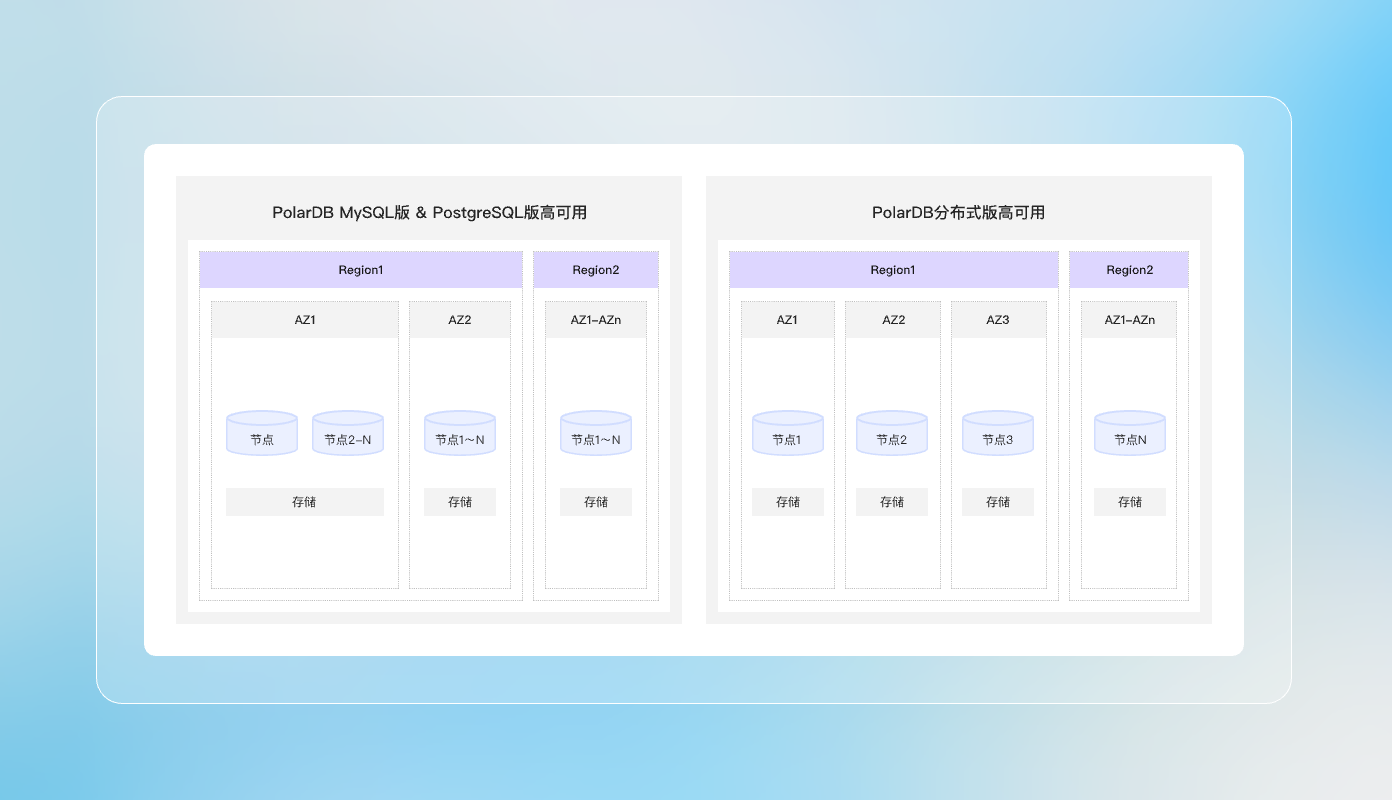 PolarDB MySQL版 & PostgreSQL版高可用
Region1
Region2
AZ1
AZ2
AZ1-AZn
节点
节点2-N
节点1～N
节点1～N
存储
存储
存储
PolarDB分布式版高可用
Region1
Region2
AZ1
AZ2
AZ3
AZ1-AZn
节点1
节点2
节点3
节点N
存储
存储
存储
存储